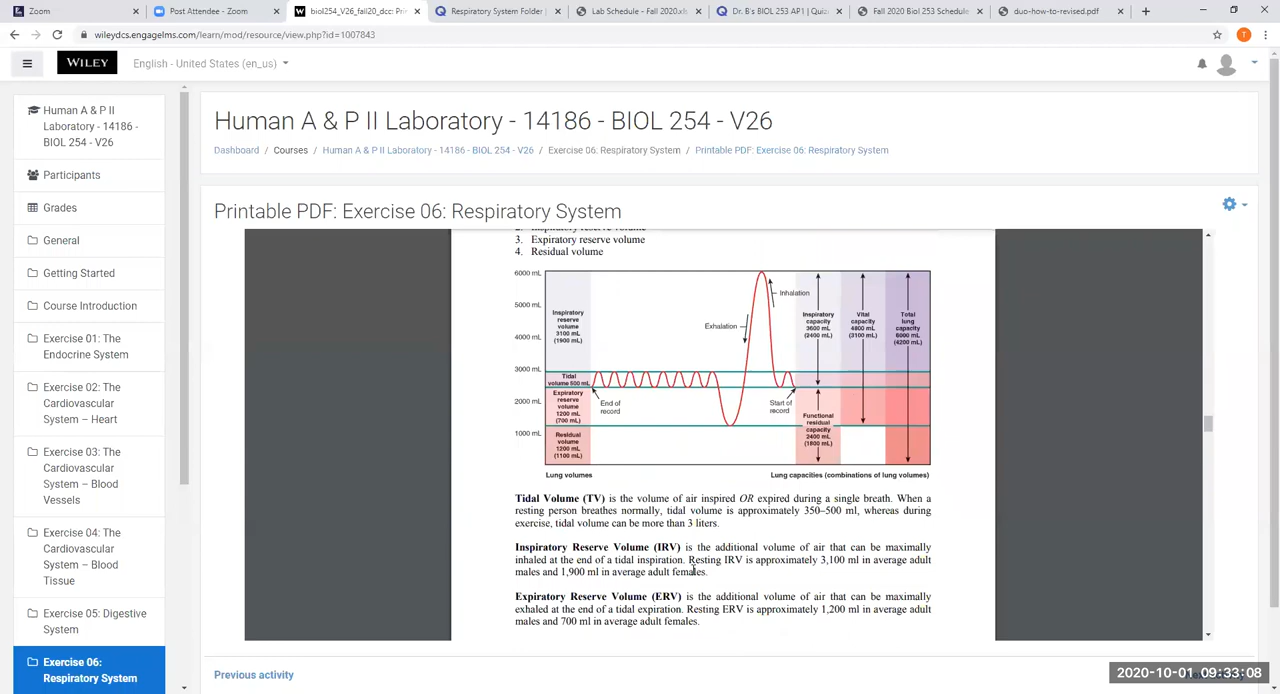 Zoom
Post Attendee - Zoom
biol254_V26_fall20_dcc: Pri
Respiratory System Folder |
Lab Schedule - Fall 2020.xls
Dr. B's BIOL 253 AP1 | Quiz
Fall 2020 Biol 253 Schedule
duo-how-to-revised.pdf
wileydcs.engagelms.com/learn/mod/resource/view.php?id=1007843
T
WILEY
English - United States (en_us)
Human A & P II
Laboratory - 14186 -
BIOL 254 - V26
Participants
Grades
General
Getting Started
Course Introduction
Exercise 01: The
Endocrine System
Exercise 02: The
Cardiovascular
System – Heart
Exercise 03: The
Cardiovascular
System – Blood
Vessels
Exercise 04: The
Cardiovascular
System – Blood
Tissue
Exercise 05: Digestive
System
Exercise 06:
Respiratory System
Human A & P II Laboratory - 14186 - BIOL 254 - V26
Dashboard / Courses / Human A & P II Laboratory - 14186 - BIOL 254 - V26 / Exercise 06: Respiratory System / Printable PDF: Exercise 06: Respiratory System
Printable PDF: Exercise 06: Respiratory System
3. Expiratory reserve volume
4. Residual volume
6000 mL
5000 mL
4000 mL
3000 mL
2000 mL
1000 mL
Inspiratory
reserve
volume
3100 mL
(1900 mL)
Tidal
volume 500 mL
Expiratory
reserve
volume
1200 mL
(700 mL)
Residual
volume
1200 mL
(1100 mL)
End of
record
Exhalation
Inhalation
Start of
record
Inspiratory
capacity
3600 mL
(2400 mL)
Functional
residual
capacity
2400 mL
(1800 mL)
Vital
capacity
4800 mL
(3100 mL)
Total
lung
capacity
6000 mL
(4200 mL)
Lung volumes
Lung capacities (combinations of lung volumes)
Tidal Volume (TV) is the volume of air inspired OR expired during a single breath. When a
resting person breathes normally, tidal volume is approximately 350–500 ml, whereas during
exercise, tidal volume can be more than 3 liters.
Inspiratory Reserve Volume (IRV) is the additional volume of air that can be maximally
inhaled at the end of a tidal inspiration. Resting IRV is approximately 3,100 ml in average adult
males and 1,900 ml in average adult females.
Expiratory Reserve Volume (ERV) is the additional volume of air that can be maximally
exhaled at the end of a tidal expiration. Resting ERV is approximately 1,200 ml in average adult
males and 700 ml in average adult females.
Previous activity
2020-10-01 09:33:08